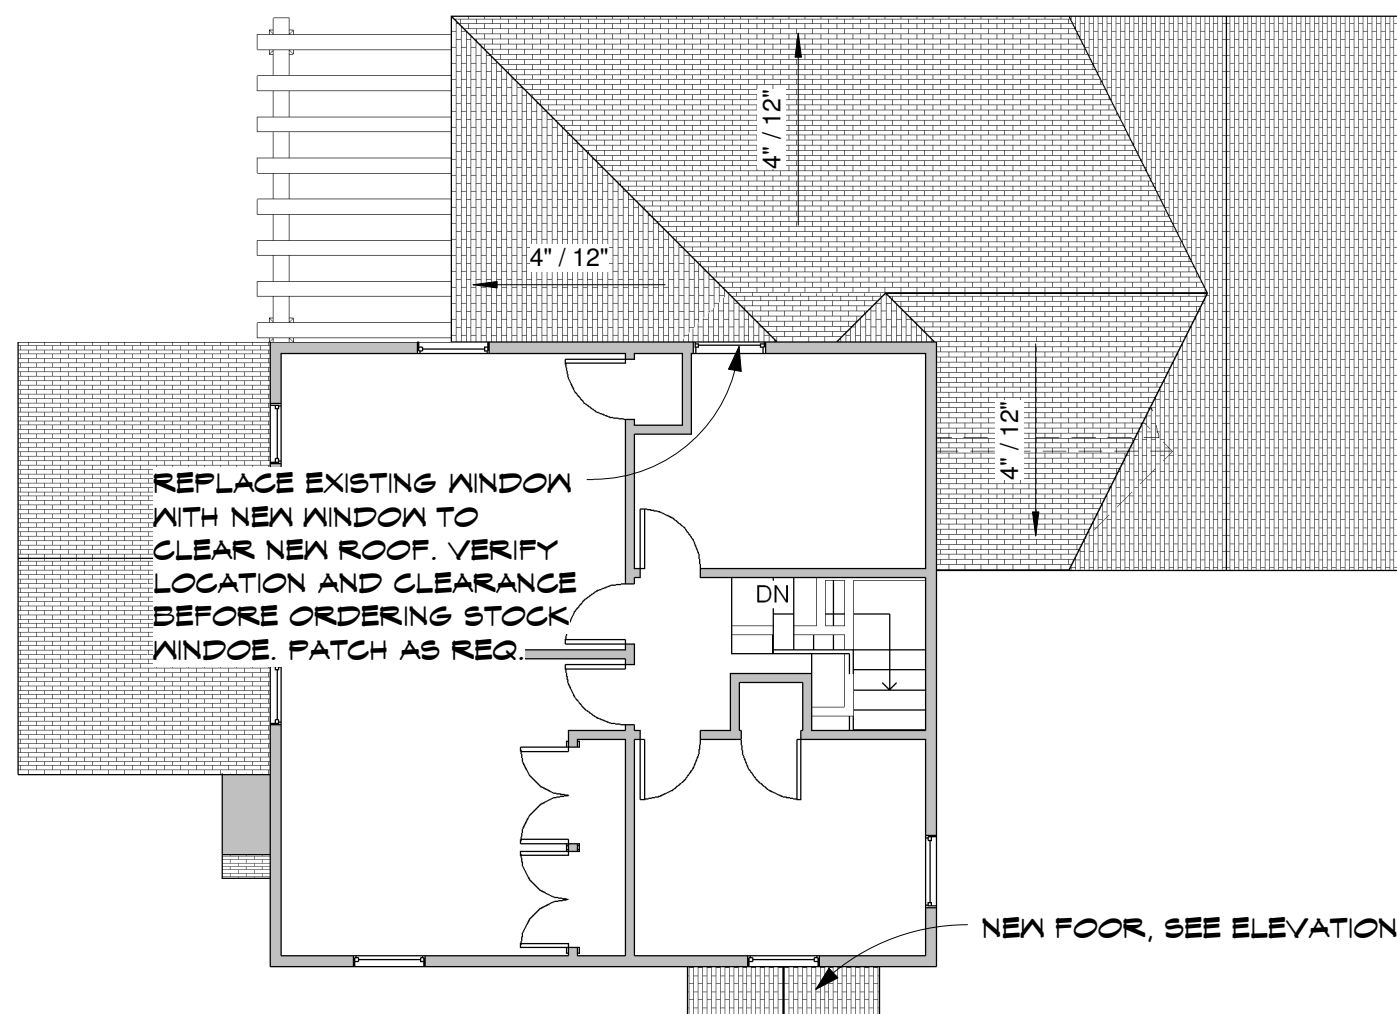 4" / 12"
4" / 12"
4" / 12"
REPLACE EXISTING WINDOW
WITH NEW WINDOW TO
CLEAR NEW ROOF. VERIFY
LOCATION AND CLEARANCE
BEFORE ORDERING STOCK
WINDOE. PATCH AS REQ.
DN
NEW FOOR, SEE ELEVATION